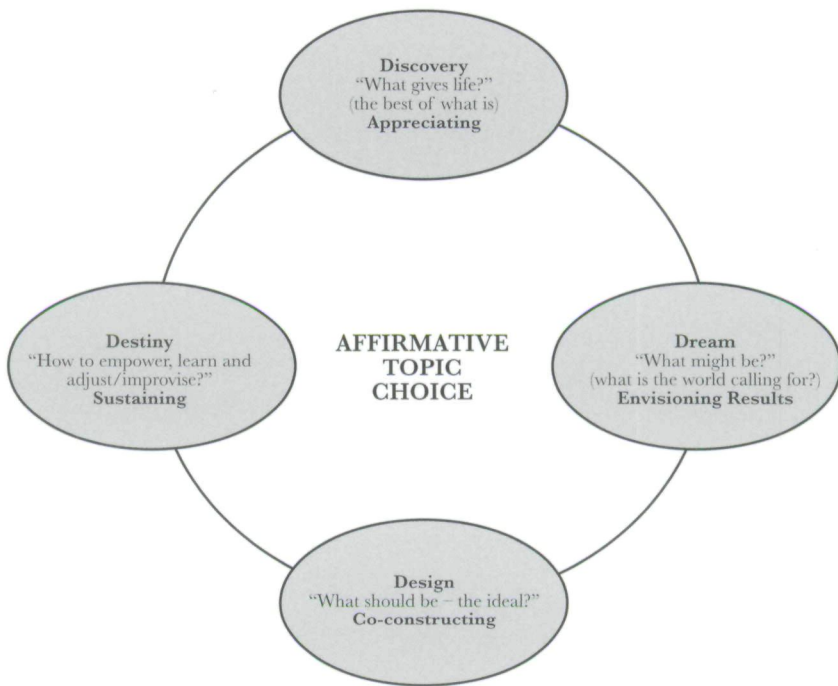 Discovery
“What gives life?”
(the best of what is)
Appreciating
Destiny
“How to empower, learn and
adjust/improvise?”
Sustaining
AFFIRMATIVE
TOPIC
CHOICE
Dream
“What might be?”
(what is the world calling for?)
Envisioning Results
Design
“What should be – the ideal?”
Co-constructing